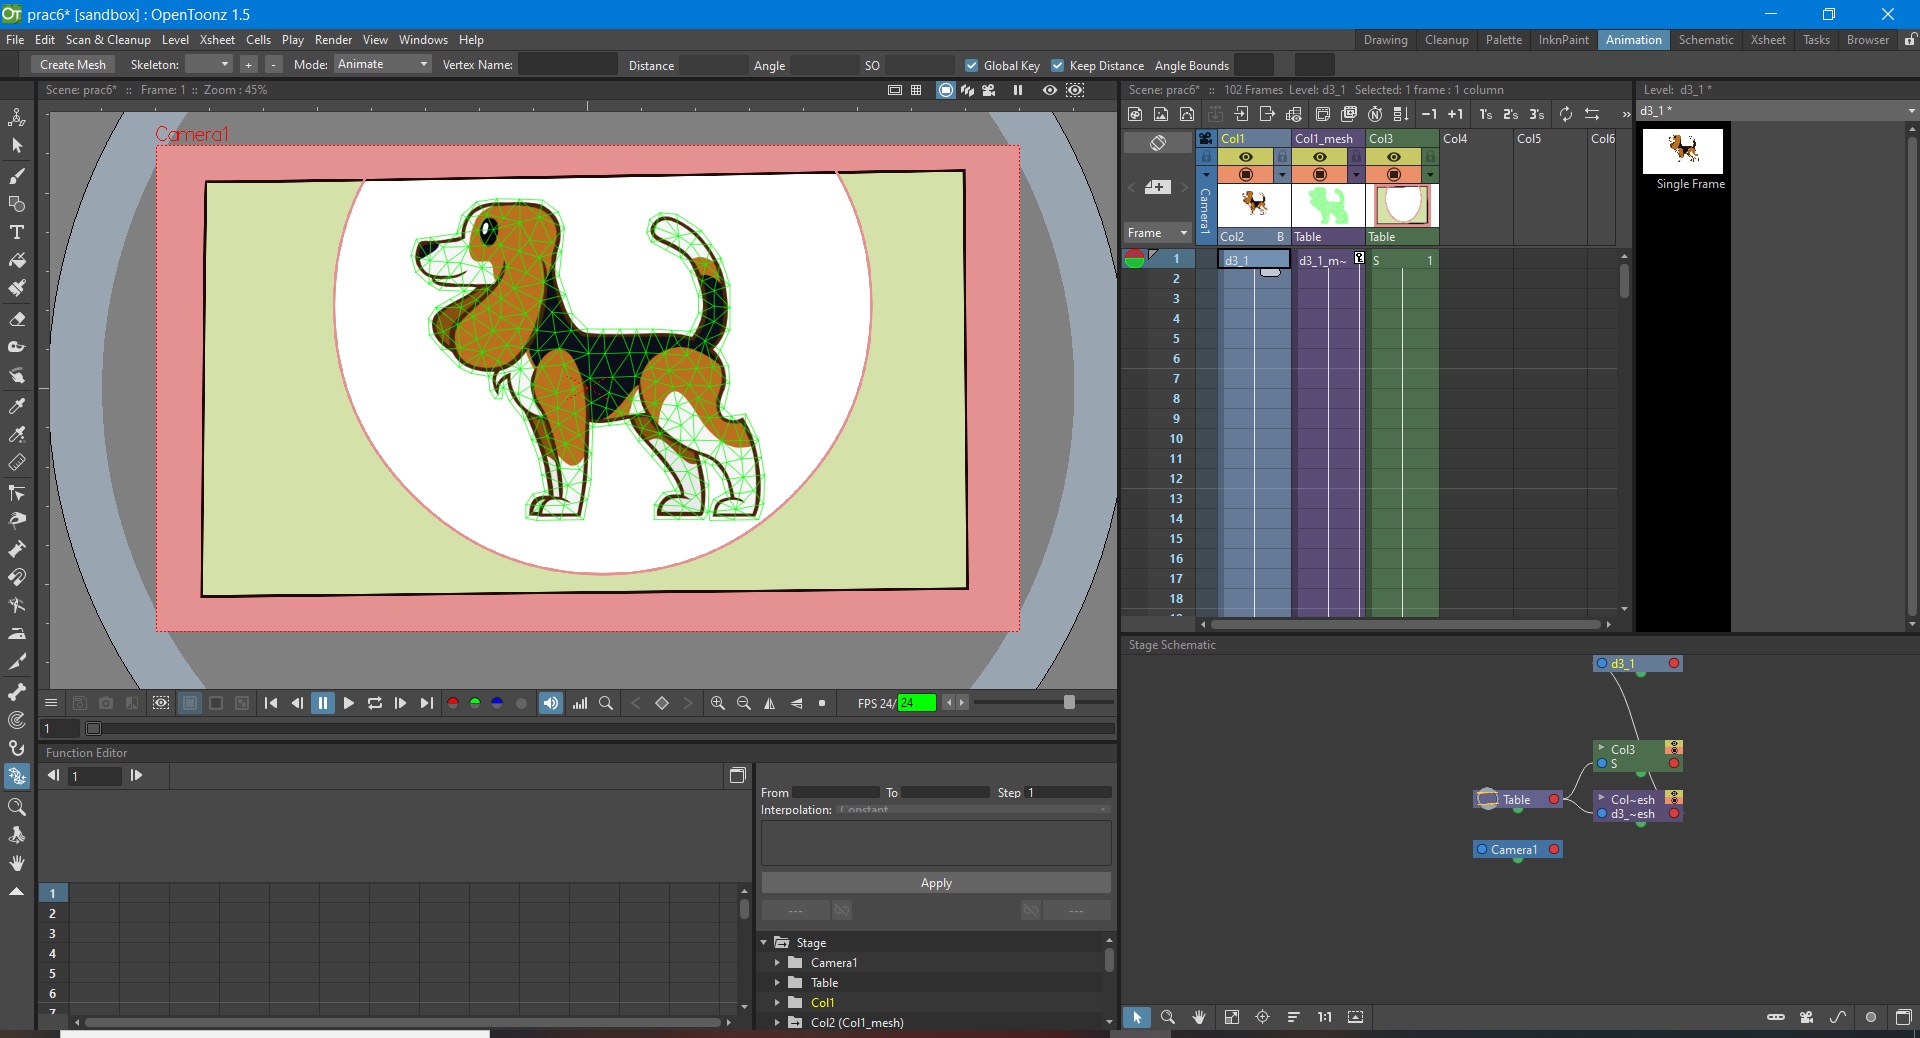 prac6* [sandbox] : OpenToonz 1.5
File Edit Scan & Cleanup Level Xsheet Cells Play Render View Windows Help
Drawing Cleanup Palette InknPaint Animation Schematic Xsheet Tasks Browser
Create Mesh Skeleton: + - Mode: Animate Vertex Name: Distance Angle SO Global Key Keep Distance Angle Bounds
Scene: prac6* :: Frame: 1 :: Zoom : 45%
Camera1
Scene: prac6* :: 102 Frames Level: d3_1 Selected: 1 frame : 1 column
-1 +1 1's 2's 3's »
Col1 Col1_mesh Col3 Col4 Col5 Col6
Camera1
Frame
Col2 B Table Table
1 d3_1 d3_1_m~ S 1
2
3
4
5
6
7
8
9
10
11
12
13
14
15
16
17
18
Level: d3_1 *
d3_1 *
Single Frame
FPS 24/ 24
1
Function Editor
1
1
2
3
4
5
6
7
From To Step 1
Interpolation: Constant
Apply
--- ---
Stage
Camera1
Table
Col1
Col2 (Col1_mesh)
Stage Schematic
d3_1
Col3
S
Table
Col~esh
d3_~esh
Camera1
1:1